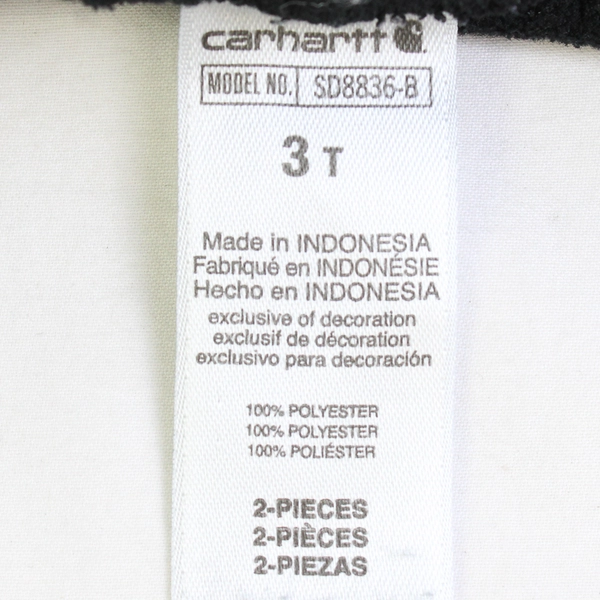 carhartt
MODEL NO. SD8836-B
3 T
Made in INDONESIA
Fabriqué en INDONÉSIE
Hecho en INDONESIA
exclusive of decoration
exclusif de décoration
exclusivo para decoración
100% POLYESTER
100% POLYESTER
100% POLIÉSTER
2-PIECES
2-PIÈCES
2-PIEZAS